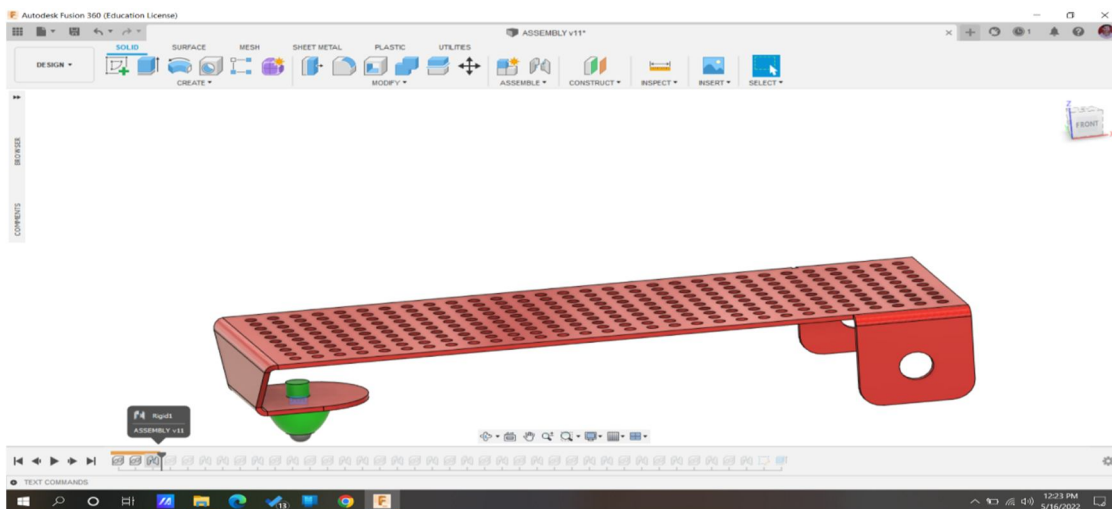 Autodesk Fusion 360 (Education License)
ASSEMBLY v11*
1
SOLID SURFACE MESH SHEET METAL PLASTIC UTILITIES
DESIGN
CREATE MODIFY ASSEMBLE CONSTRUCT INSPECT INSERT SELECT
BROWSER
COMMENTS
Z
FRONT
Rigid1
ASSEMBLY v11
TEXT COMMANDS
12:23 PM
5/16/2022